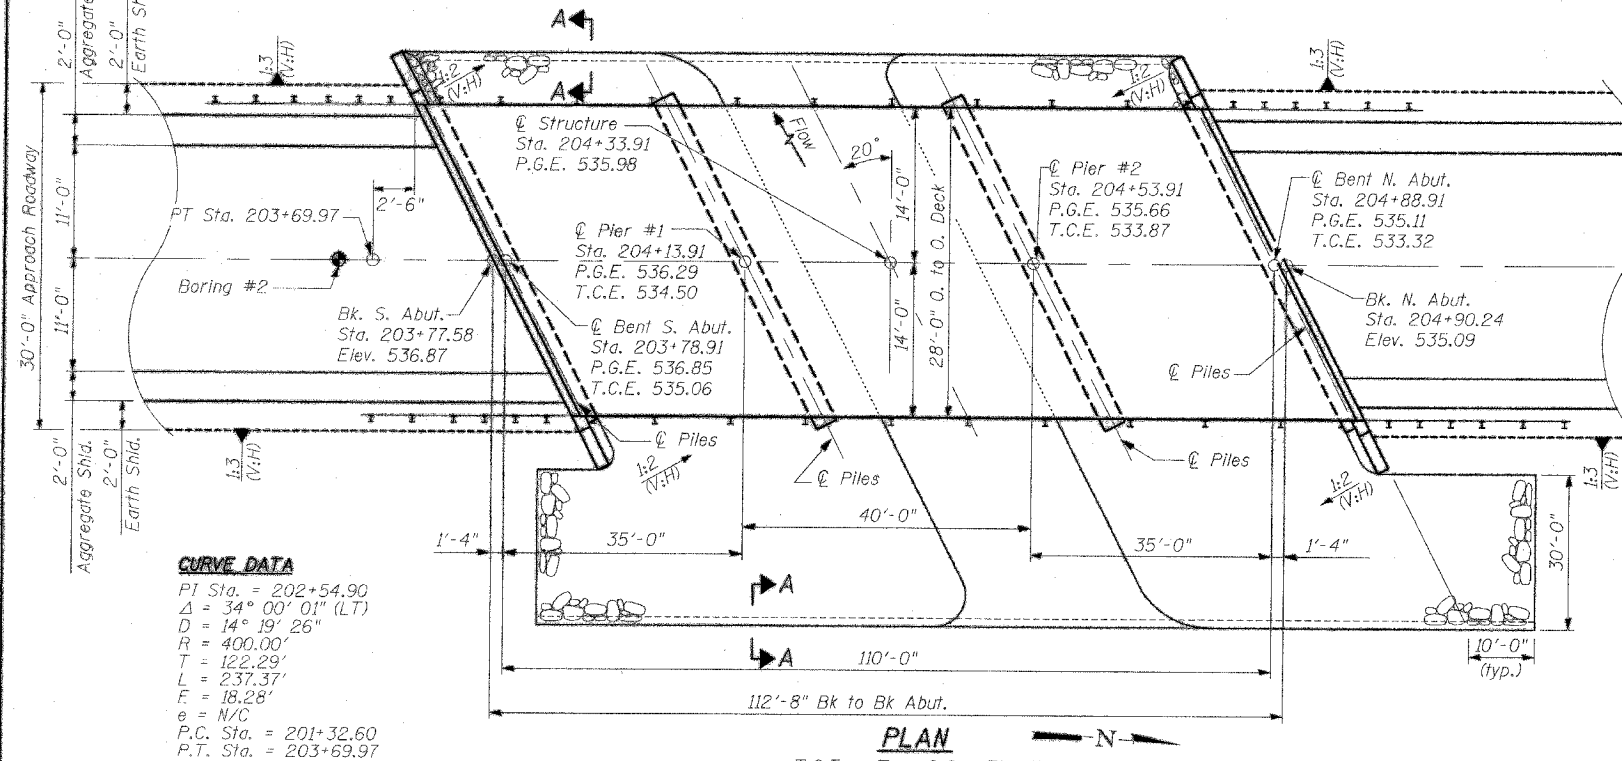 2'-0"
Aggregate
2'-0"
Earth Sh
1:3
(V:H)
A
A
1:2
(V:H)
1:2
(V:H)
1:3
(V:H)
30'-0" Approach Roadway
11'-0"
11'-0"
2'-0"
Aggregate Shld.
2'-0"
Earth Shld.
1:3
(V:H)
2'-6"
PT Sta. 203+69.97
Boring #2
Bk. S. Abut.
Sta. 203+77.58
Elev. 536.87
℄ Structure
Sta. 204+33.91
P.G.E. 535.98
Flow
20°
℄ Pier #1
Sta. 204+13.91
P.G.E. 536.29
T.C.E. 534.50
℄ Bent S. Abut.
Sta. 203+78.91
P.G.E. 536.85
T.C.E. 535.06
14'-0"
14'-0"
28'-0" O. to O. Deck
℄ Pier #2
Sta. 204+53.91
P.G.E. 535.66
T.C.E. 533.87
℄ Bent N. Abut.
Sta. 204+88.91
P.G.E. 535.11
T.C.E. 533.32
Bk. N. Abut.
Sta. 204+90.24
Elev. 535.09
℄ Piles
℄ Piles
℄ Piles
℄ Piles
1:2
(V:H)
1:2
(V:H)
1:3
(V:H)
1'-4"
35'-0"
40'-0"
35'-0"
1'-4"
30'-0"
10'-0"
(typ.)
A
A
110'-0"
112'-8" Bk to Bk Abut.
CURVE DATA
PI Sta. = 202+54.90
Δ = 34° 00' 01" (LT)
D = 14° 19' 26"
R = 400.00'
T = 122.29'
L = 237.37'
E = 18.28'
e = N/C
P.C. Sta. = 201+32.60
P.T. Sta. = 203+69.97
PLAN
N